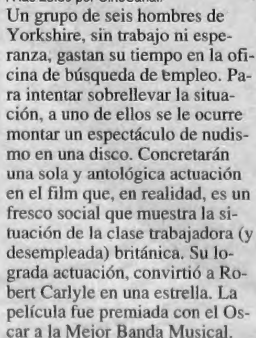 Un grupo de seis hombres de
Yorkshire, sin trabajo ni espe-
ranza, gastan su tiempo en la ofi-
cina de búsqueda de empleo. Pa-
ra intentar sobrellevar la situa-
ción, a uno de ellos se le ocurre
montar un espectáculo de nudis-
mo en una disco. Concretarán
una sola y antológica actuación
en el film que, en realidad, es un
fresco social que muestra la si-
tuación de la clase trabajadora (y
desempleada) británica. Su lo-
grada actuación, convirtió a Ro-
bert Carlyle en una estrella. La
película fue premiada con el Os-
car a la Mejor Banda Musical.